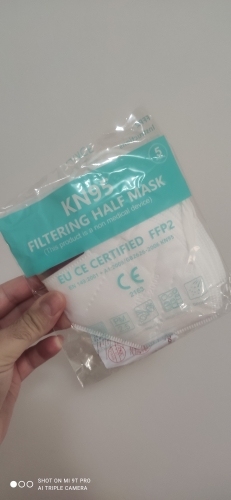 5
KN95
FILTERING HALF MASK
(This product is a non medical device)
EU CE CERTIFIED FFP2
CE
SHOT ON MI 9T PRO
AI TRIPLE CAMERA